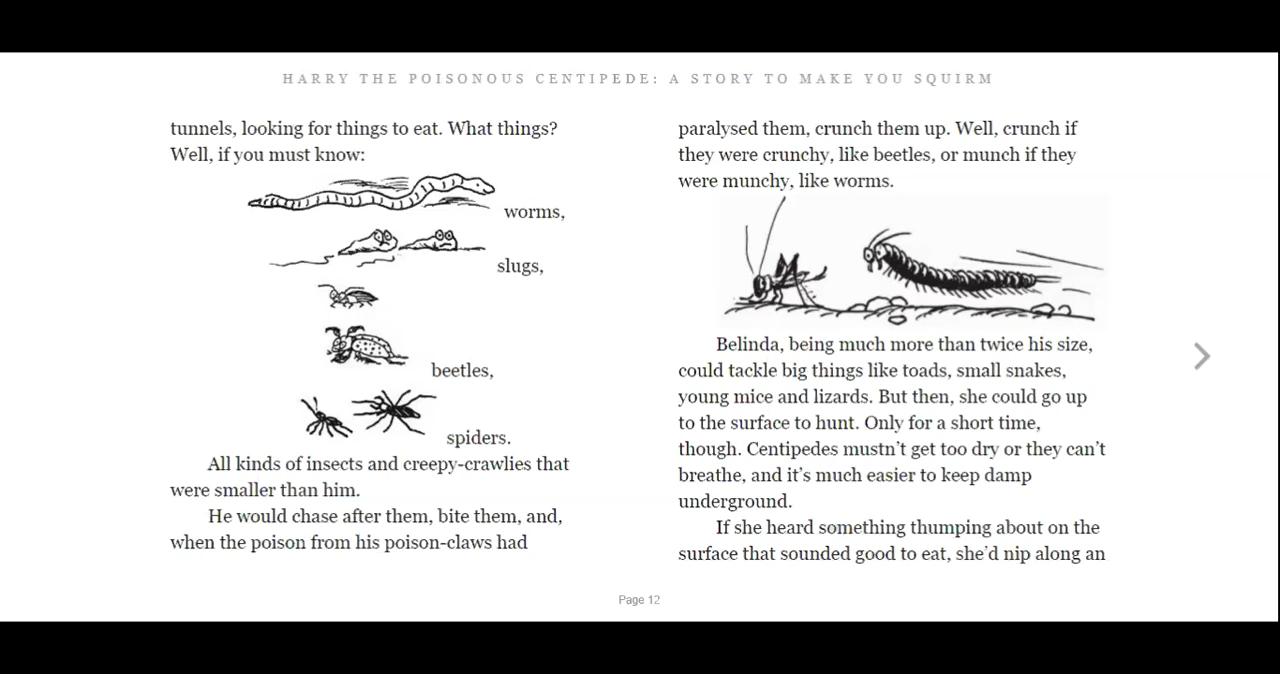 HARRY THE POISONOUS CENTIPEDE: A STORY TO MAKE YOU SQUIRM
tunnels, looking for things to eat. What things?
Well, if you must know:
worms,
slugs,
beetles,
spiders.
All kinds of insects and creepy-crawlies that
were smaller than him.
He would chase after them, bite them, and,
when the poison from his poison-claws had
paralysed them, crunch them up. Well, crunch if
they were crunchy, like beetles, or munch if they
were munchy, like worms.
Belinda, being much more than twice his size,
could tackle big things like toads, small snakes,
young mice and lizards. But then, she could go up
to the surface to hunt. Only for a short time,
though. Centipedes mustn’t get too dry or they can’t
breathe, and it’s much easier to keep damp
underground.
If she heard something thumping about on the
surface that sounded good to eat, she’d nip along an
Page 12